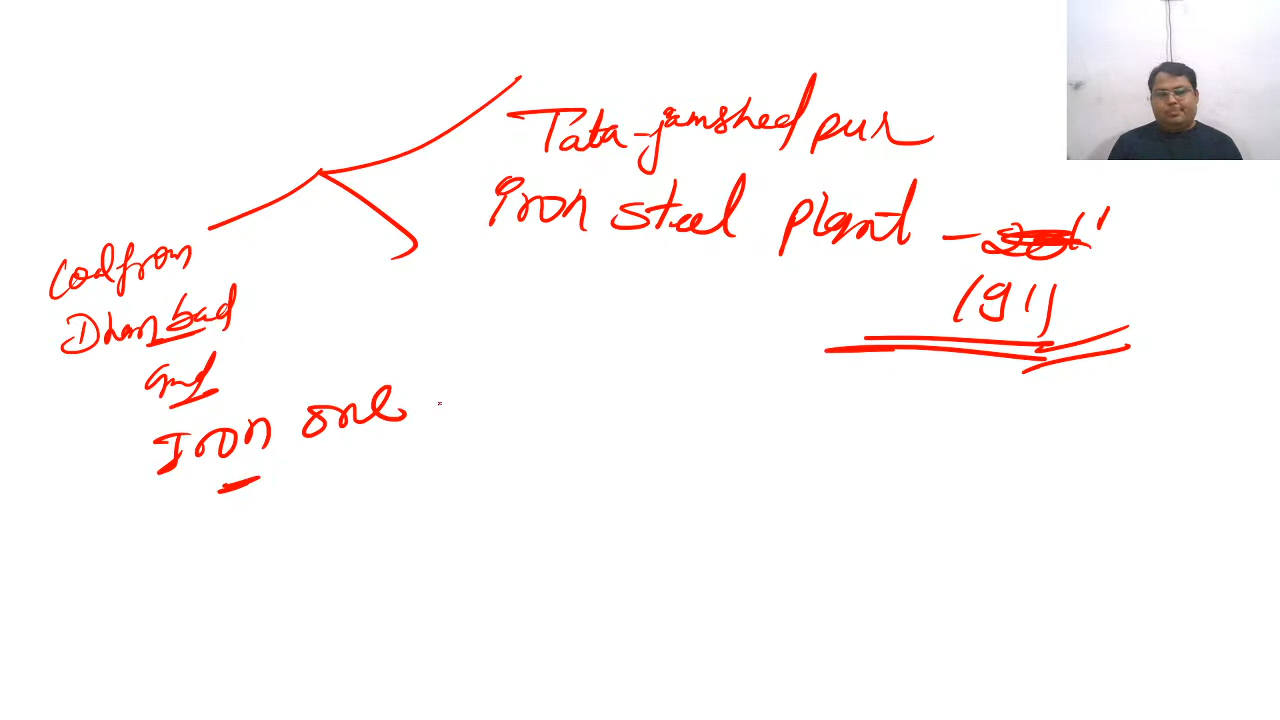 Tata-jamshedpur
Iron steel plant -
1911
Coal from
Dhanbad
and
Iron ore